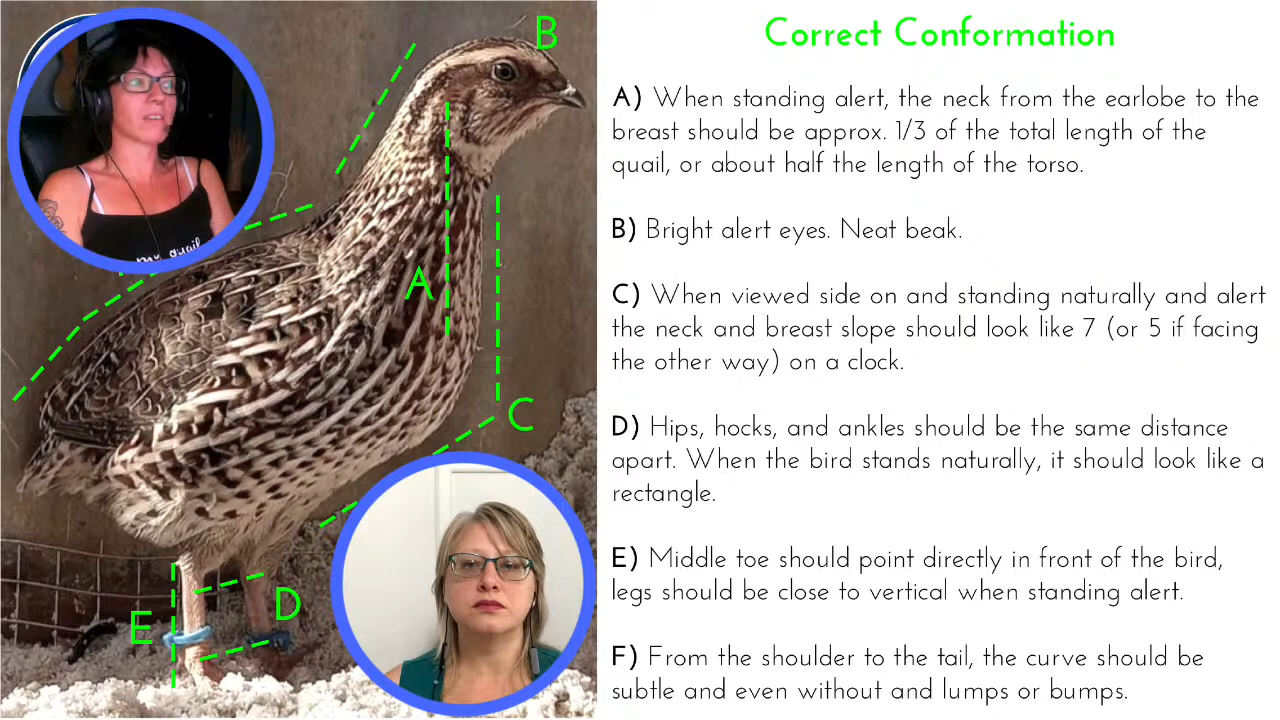 B
Correct Conformation
A) When standing alert, the neck from the earlobe to the
breast should be approx. 1/3 of the total length of the
quail, or about half the length of the torso.
B) Bright alert eyes. Neat beak.
C) When viewed side on and standing naturally and alert
the neck and breast slope should look like 7 (or 5 if facing
the other way) on a clock.
D) Hips, hocks, and ankles should be the same distance
apart. When the bird stands naturally, it should look like a
rectangle.
E) Middle toe should point directly in front of the bird,
legs should be close to vertical when standing alert.
F) From the shoulder to the tail, the curve should be
subtle and even without and lumps or bumps.
my quail
A
C
D
E